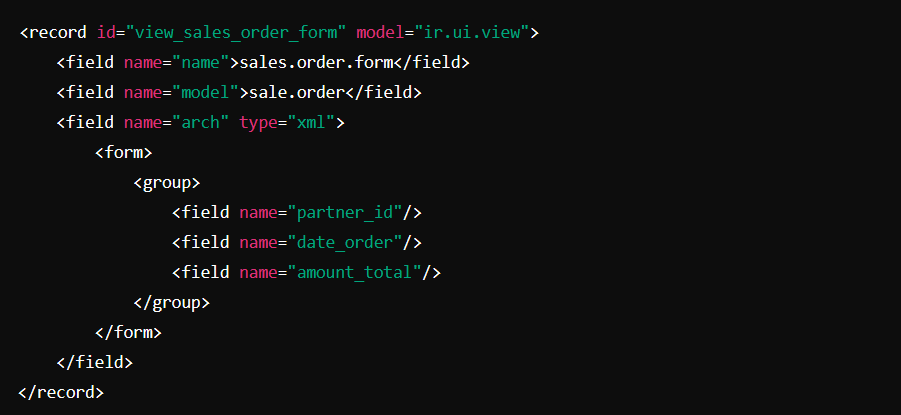 <record id="view_sales_order_form" model="ir.ui.view">
    <field name="name">sales.order.form</field>
    <field name="model">sale.order</field>
    <field name="arch" type="xml">
        <form>
            <group>
                <field name="partner_id"/>
                <field name="date_order"/>
                <field name="amount_total"/>
            </group>
        </form>
    </field>
</record>